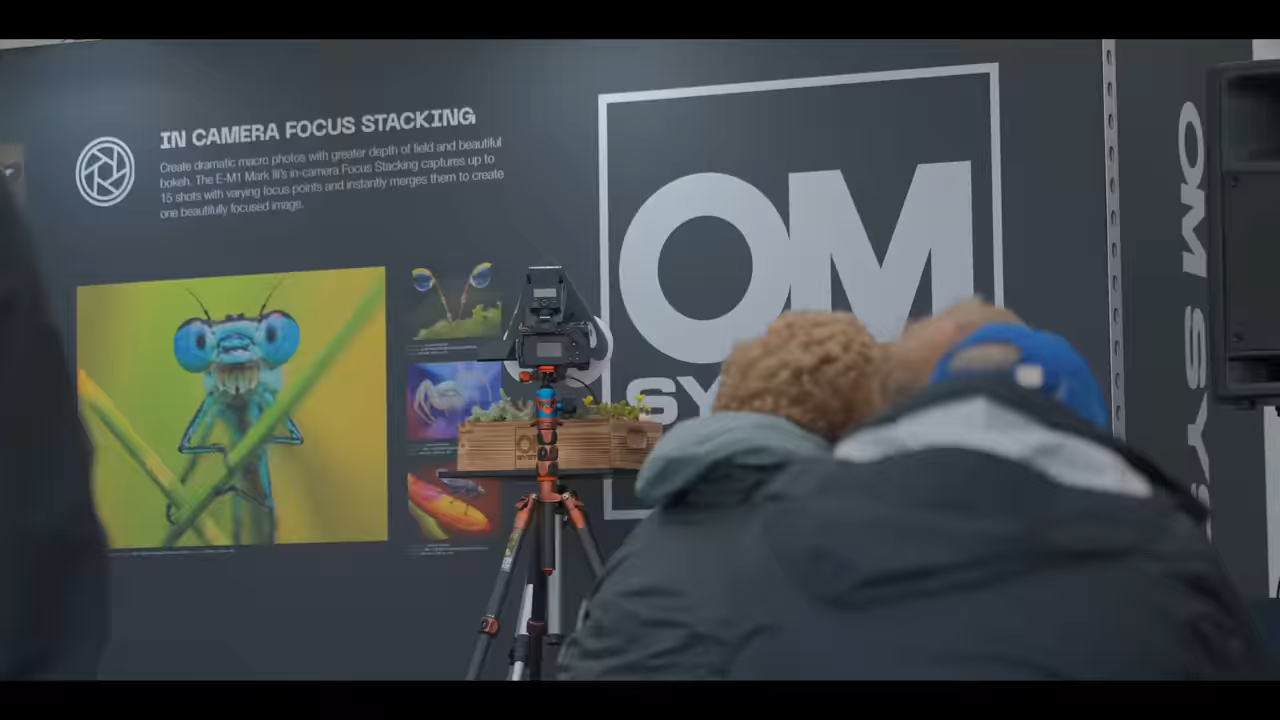 IN CAMERA FOCUS STACKING
Create dramatic macro photos with greater depth of field and beautiful
bokeh. The E-M1 Mark III's in-camera Focus Stacking captures up to
15 shots with varying focus points and instantly merges them to create
one beautifully focused image.
OM
SY
OM SYS